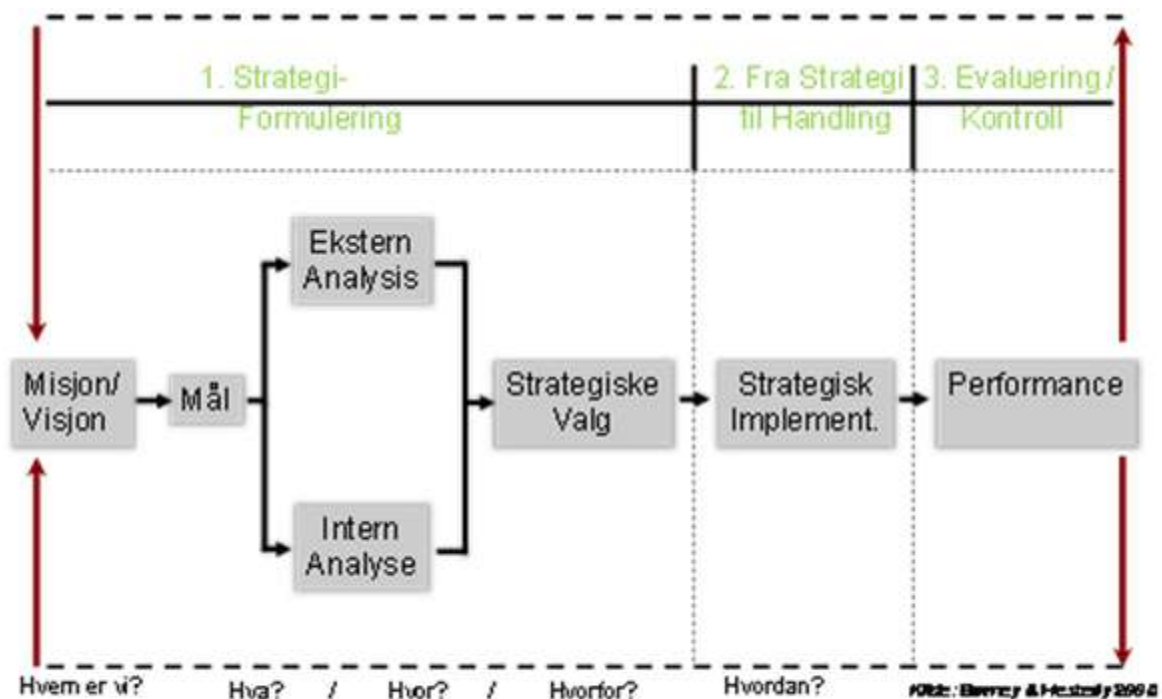 1. Strategi-
Formulering
2. Fra Strategi
til Handling
3. Evaluering/
Kontroll
Ekstern
Analysis
Misjon/
Visjon
Mål
Strategiske
Valg
Strategisk
Implement.
Performance
Intern
Analyse
Hvem er vi?
Hva? / Hvor? / Hvorfor?
Hvordan?